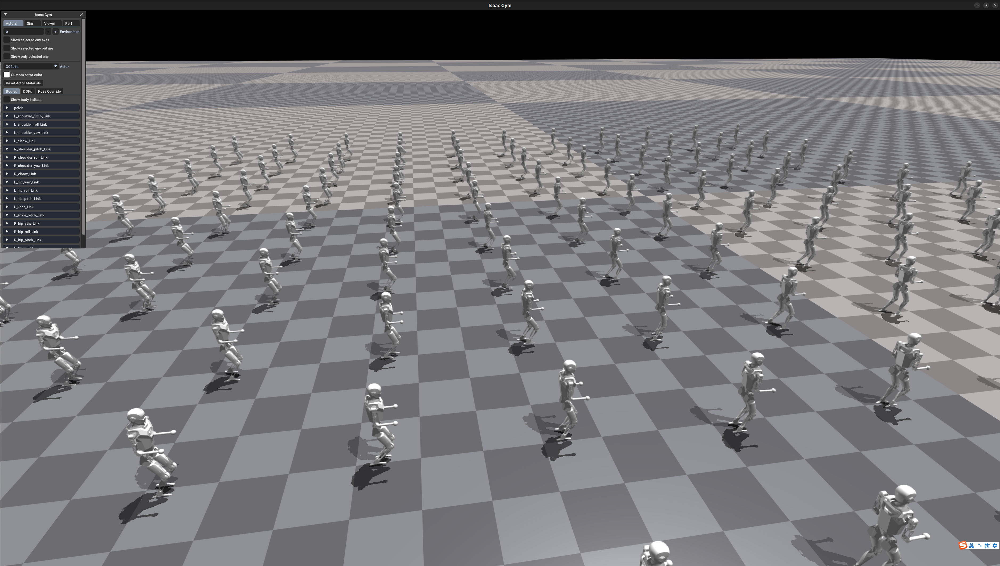 Isaac Gym
Isaac Gym
Actors Sim Viewer Perf
0 - + Environment
Show selected env axes
Show selected env outline
Show only selected env
X02Lite Actor
Custom actor color
Reset Actor Materials
Bodies DOFs Pose Override
Show body indices
pelvis
L_shoulder_pitch_Link
L_shoulder_roll_Link
L_shoulder_yaw_Link
L_elbow_Link
R_shoulder_pitch_Link
R_shoulder_roll_Link
R_shoulder_yaw_Link
R_elbow_Link
L_hip_yaw_Link
L_hip_roll_Link
L_hip_pitch_Link
L_knee_Link
L_ankle_pitch_Link
R_hip_yaw_Link
R_hip_roll_Link
R_hip_pitch_Link
S 英 拼